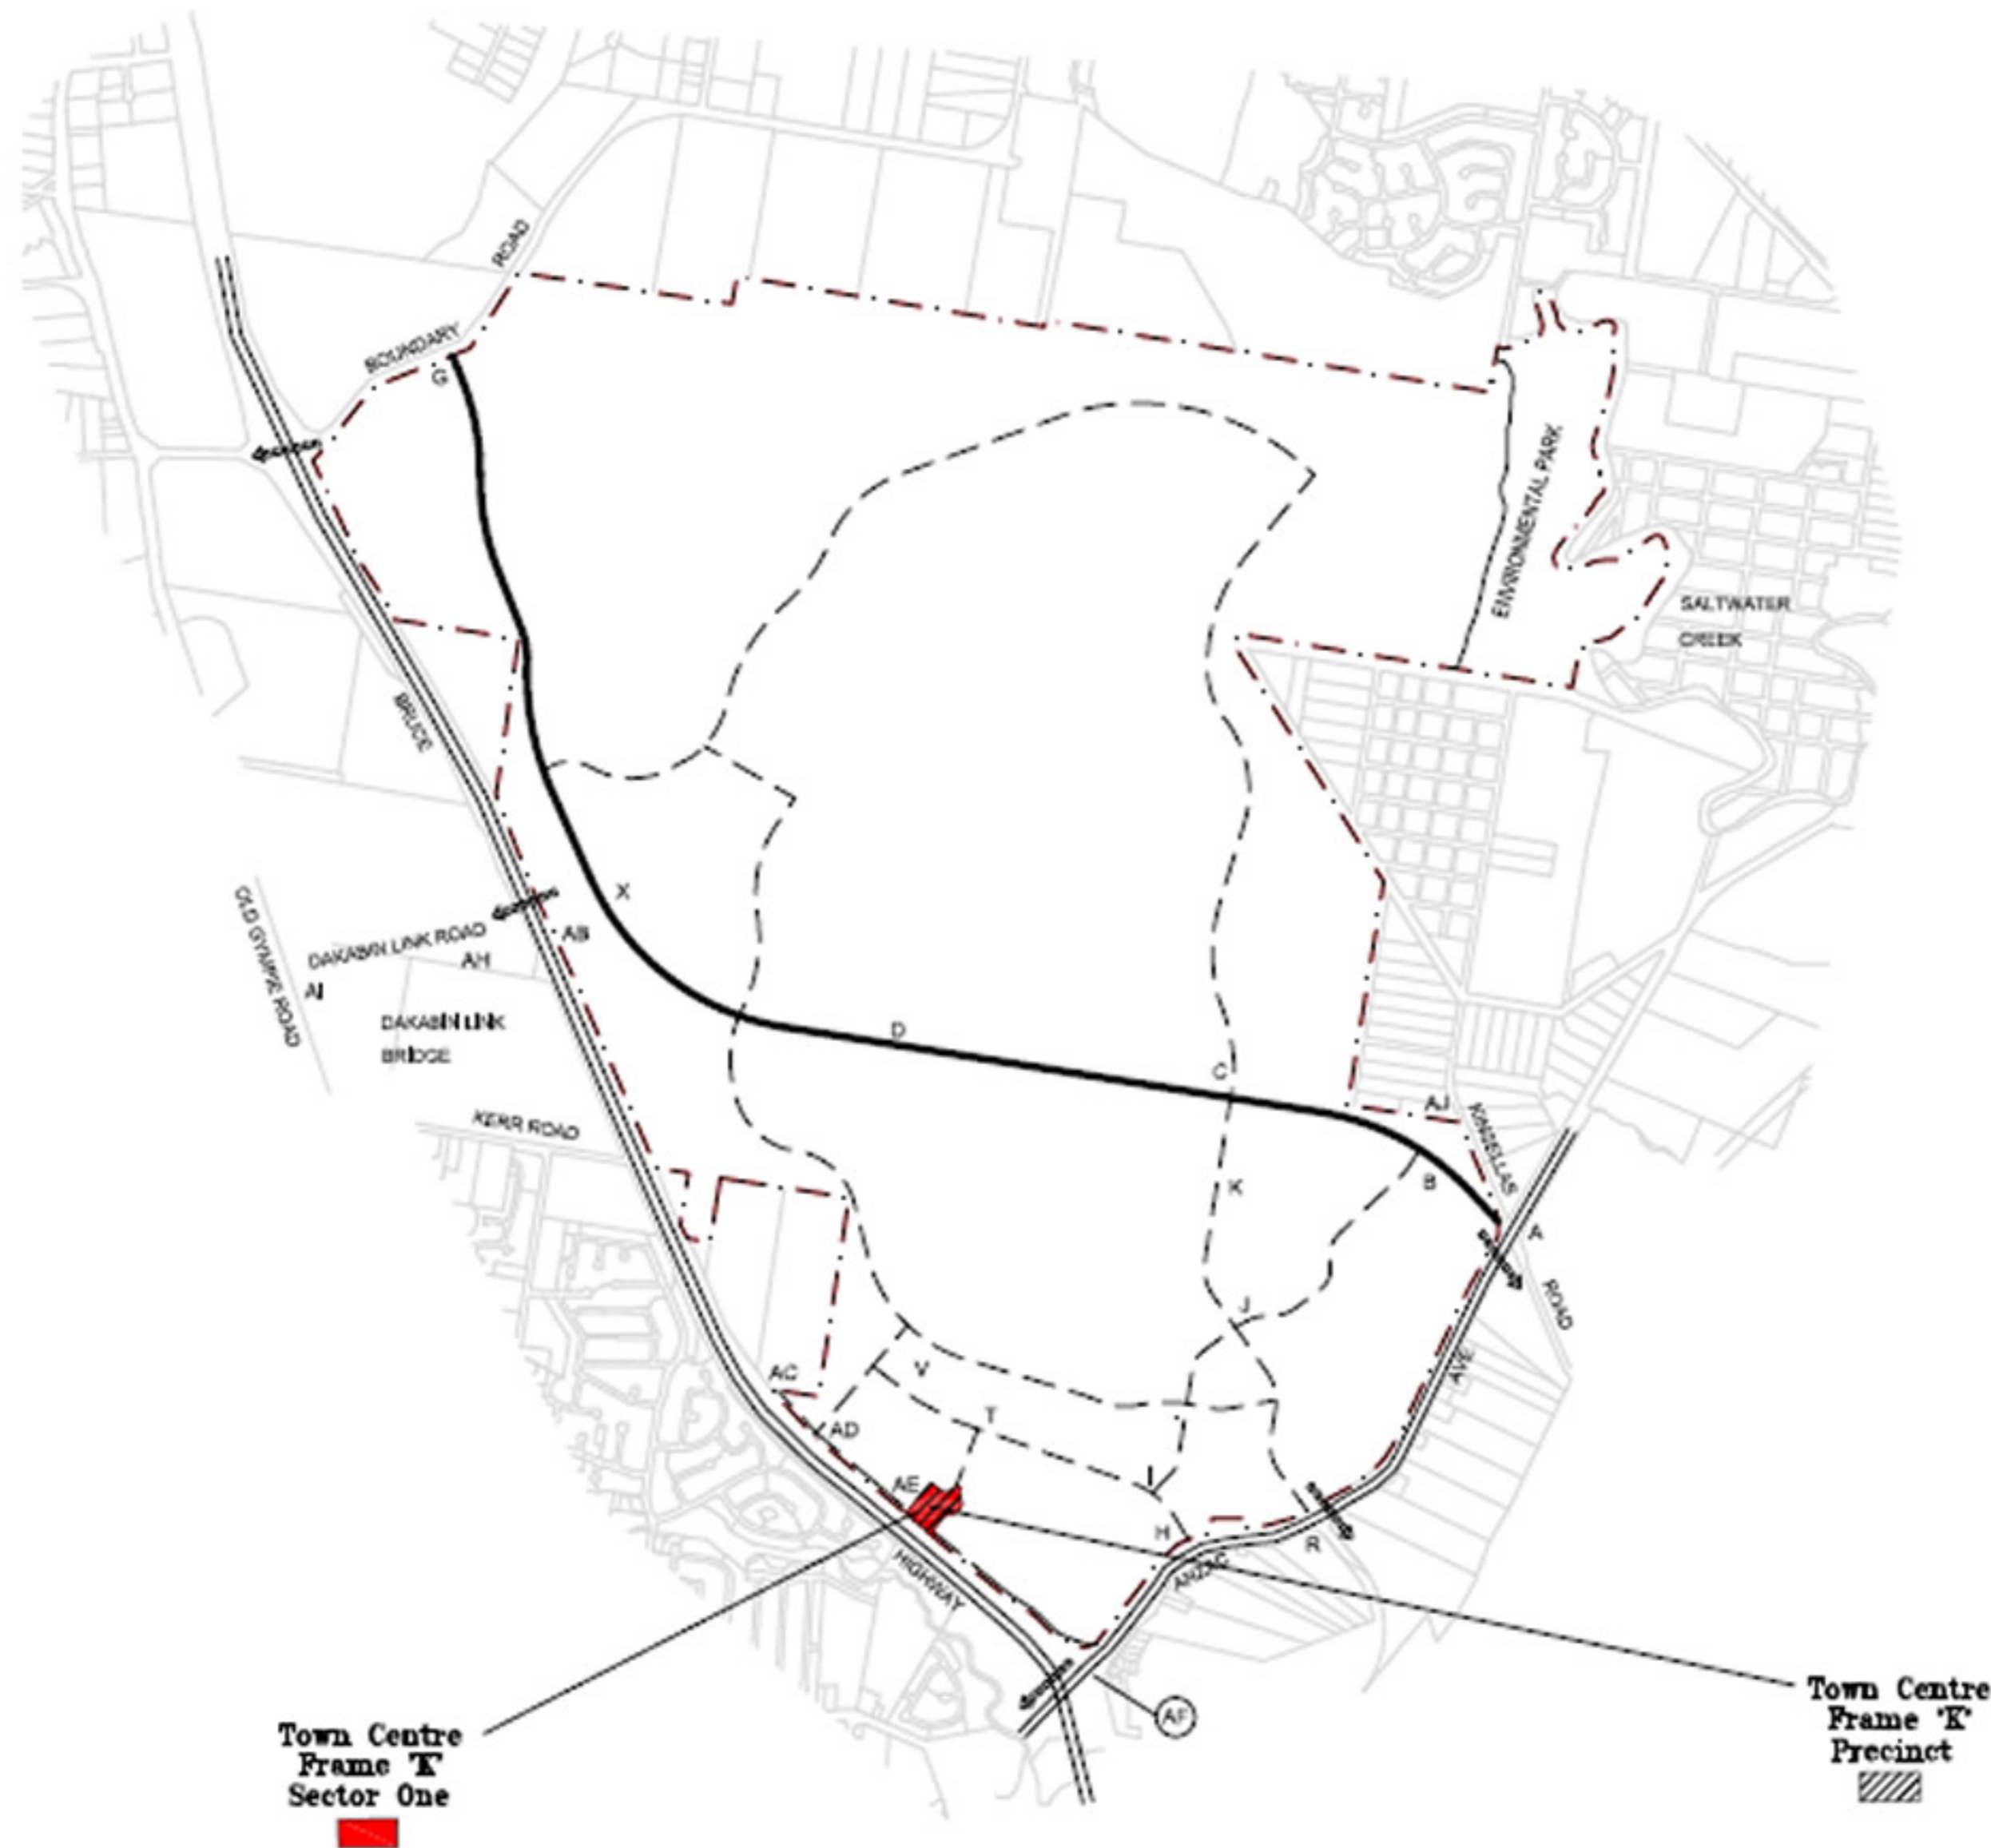 ROAD
BOUNDARY
G
ENVIRONMENTAL PARK
SALTWATER
CREEK
BRUCE
X
OLD GYMPIE ROAD
DAKABIN LINK ROAD
AB
AH
AI
DAKABIN LINK
BRIDGE
D
C
AJ
KINSELLAS
KERR ROAD
B
K
A
ROAD
J
AVE
V
AC
T
AD
I
AE
H
R
ANZAC
HIGHWAY
AF
Town Centre
Frame 'K'
Precinct
Town Centre
Frame 'K'
Sector One